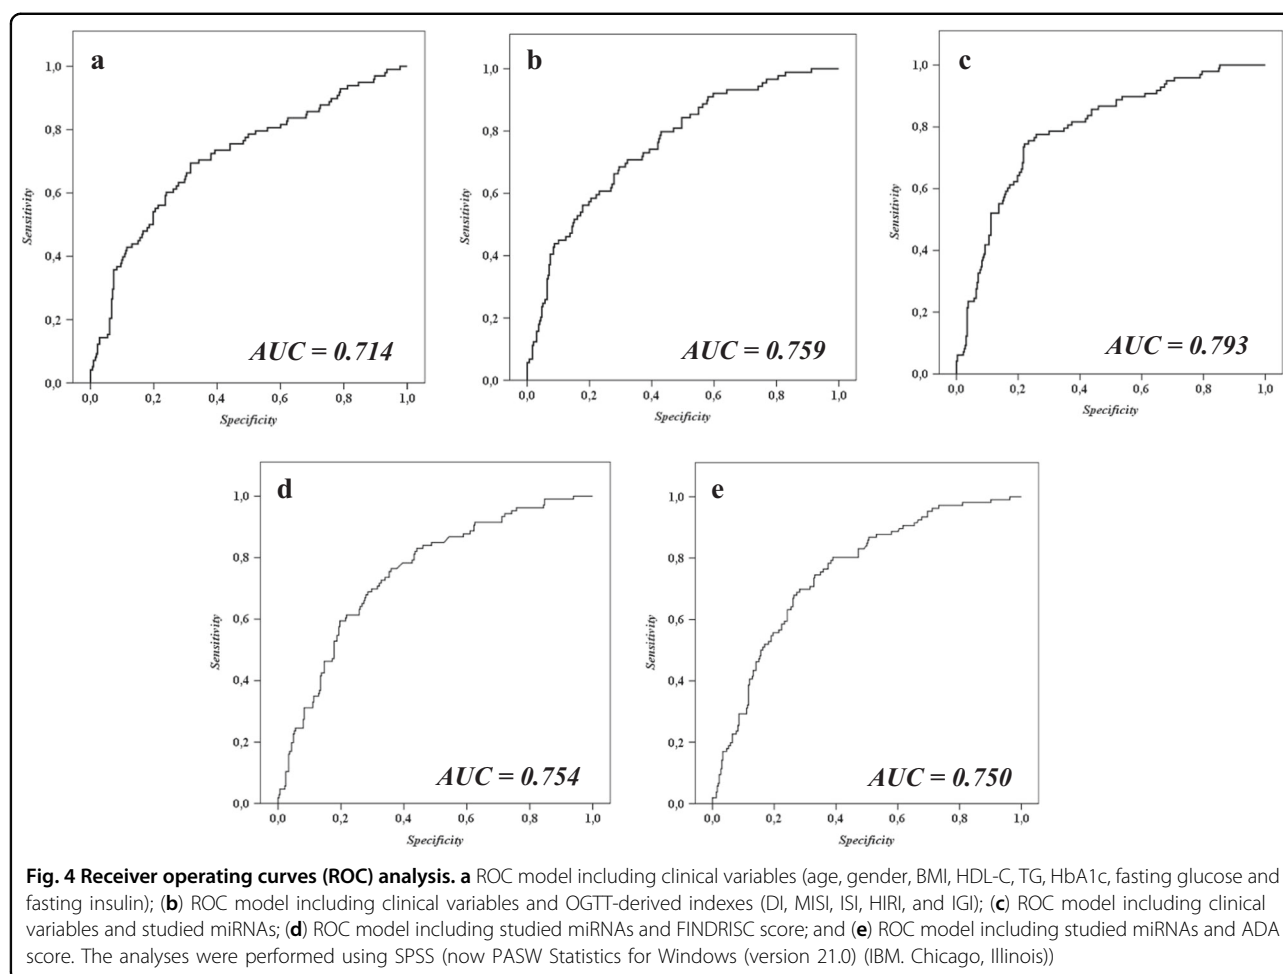 a
1,0
0,8
0,6
0,4
0,2
0,0
Sensitivity
0,0 0,2 0,4 0,6 0,8 1,0
Specificity
AUC = 0.714
b
1,0
0,8
0,6
0,4
0,2
0,0
Sensitivity
0,0 0,2 0,4 0,6 0,8 1,0
Specificity
AUC = 0.759
c
1,0
0,8
0,6
0,4
0,2
0,0
Sensitivity
0,0 0,2 0,4 0,6 0,8 1,0
Specificity
AUC = 0.793
d
1,0
0,8
0,6
0,4
0,2
0,0
Sensitivity
0,0 0,2 0,4 0,6 0,8 1,0
Specificity
AUC = 0.754
e
1,0
0,8
0,6
0,4
0,2
0,0
Sensitivity
0,0 0,2 0,4 0,6 0,8 1,0
Specificity
AUC = 0.750
Fig. 4 Receiver operating curves (ROC) analysis. a ROC model including clinical variables (age, gender, BMI, HDL-C, TG, HbA1c, fasting glucose and
fasting insulin); (b) ROC model including clinical variables and OGTT-derived indexes (DI, MISI, ISI, HIRI, and IGI); (c) ROC model including clinical
variables and studied miRNAs; (d) ROC model including studied miRNAs and FINDRISC score; and (e) ROC model including studied miRNAs and ADA
score. The analyses were performed using SPSS (now PASW Statistics for Windows (version 21.0) (IBM. Chicago, Illinois))